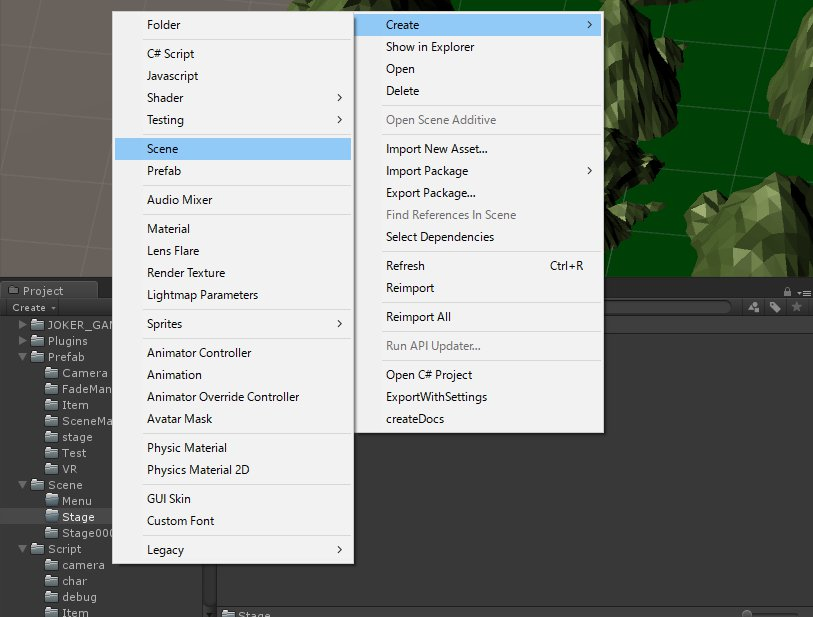 Folder
C# Script
Javascript
Shader
Testing
Scene
Prefab
Audio Mixer
Material
Lens Flare
Render Texture
Lightmap Parameters
Sprites
Animator Controller
Animation
Animator Override Controller
Avatar Mask
Physic Material
Physics Material 2D
GUI Skin
Custom Font
Legacy
Create
Show in Explorer
Open
Delete
Open Scene Additive
Import New Asset...
Import Package
Export Package...
Find References In Scene
Select Dependencies
Refresh Ctrl+R
Reimport
Reimport All
Run API Updater...
Open C# Project
ExportWithSettings
createDocs
Project
Create
JOKER_GAM
Plugins
Prefab
Camera
FadeMan
Item
SceneMa
stage
Test
VR
Scene
Menu
Stage
Stage000
Script
camera
char
debug
Item
Stage